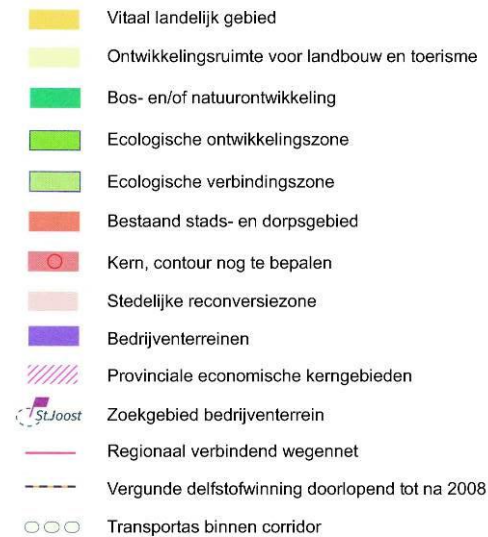 Vitaal landelijk gebied
Ontwikkelingsruimte voor landbouw en toerisme
Bos- en/of natuurontwikkeling
Ecologische ontwikkelingszone
Ecologische verbindingszone
Bestaand stads- en dorpsgebied
Kern, contour nog te bepalen
Stedelijke reconversiezone
Bedrijventerreinen
Provinciale economische kerngebieden
St.Joost Zoekgebied bedrijventerrein
Regionaal verbindend wegennet
Vergunde delfstofwinning doorlopend tot na 2008
Transportas binnen corridor